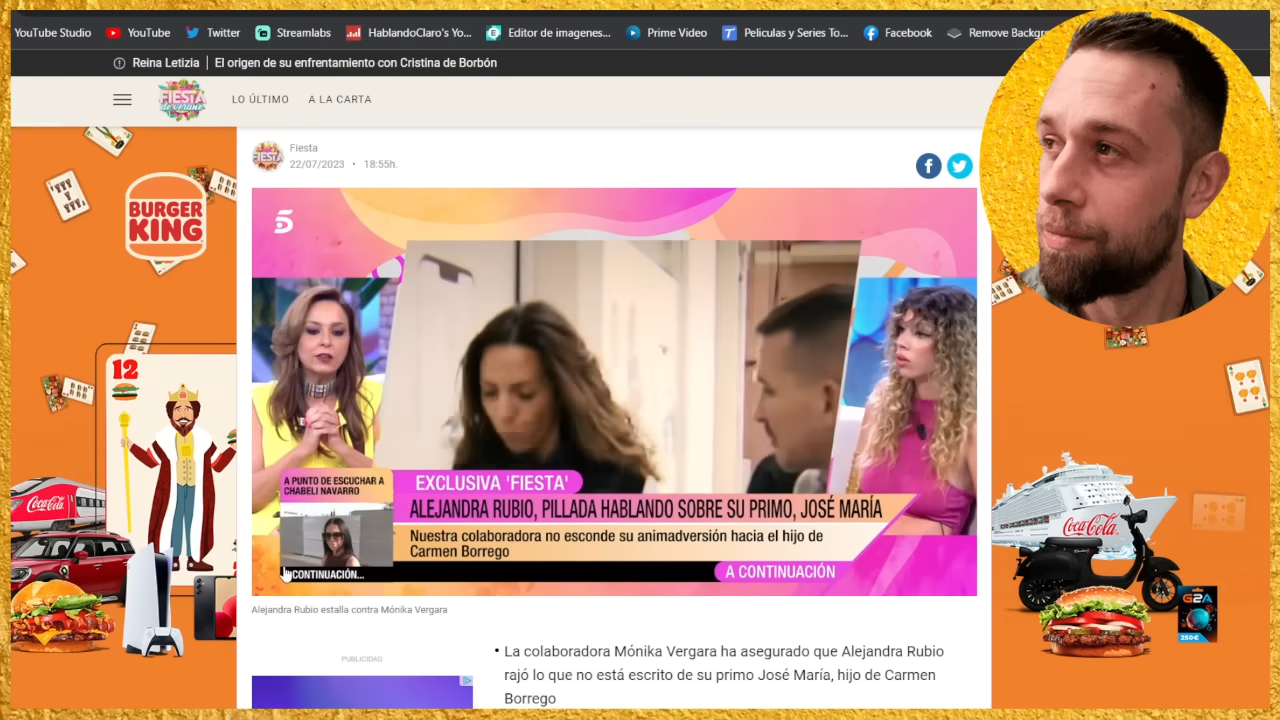 YouTube Studio
YouTube
Twitter
Streamlabs
HablandoClaro's Yo...
Editor de imagenes...
Prime Video
Peliculas y Series To...
Facebook
Remove Backgr
Reina Letizia | El origen de su enfrentamiento con Cristina de Borbón
FIESTA
de verano
LO ÚLTIMO
A LA CARTA
FIESTA
Fiesta
22/07/2023 • 18:55h.
BURGER
KING
5
12
Coca-Cola
A PUNTO DE ESCUCHAR A
CHABELI NAVARRO
CONTINUACIÓN...
EXCLUSIVA 'FIESTA'
ALEJANDRA RUBIO, PILLADA HABLANDO SOBRE SU PRIMO, JOSÉ MARÍA
Nuestra colaboradora no esconde su animadversión hacia el hijo de
Carmen Borrego
A CONTINUACIÓN
Coca-Cola
G2A
250€
Alejandra Rubio estalla contra Mónika Vergara
PUBLICIDAD
• La colaboradora Mónika Vergara ha asegurado que Alejandra Rubio
rajó lo que no está escrito de su primo José María, hijo de Carmen
Borrego